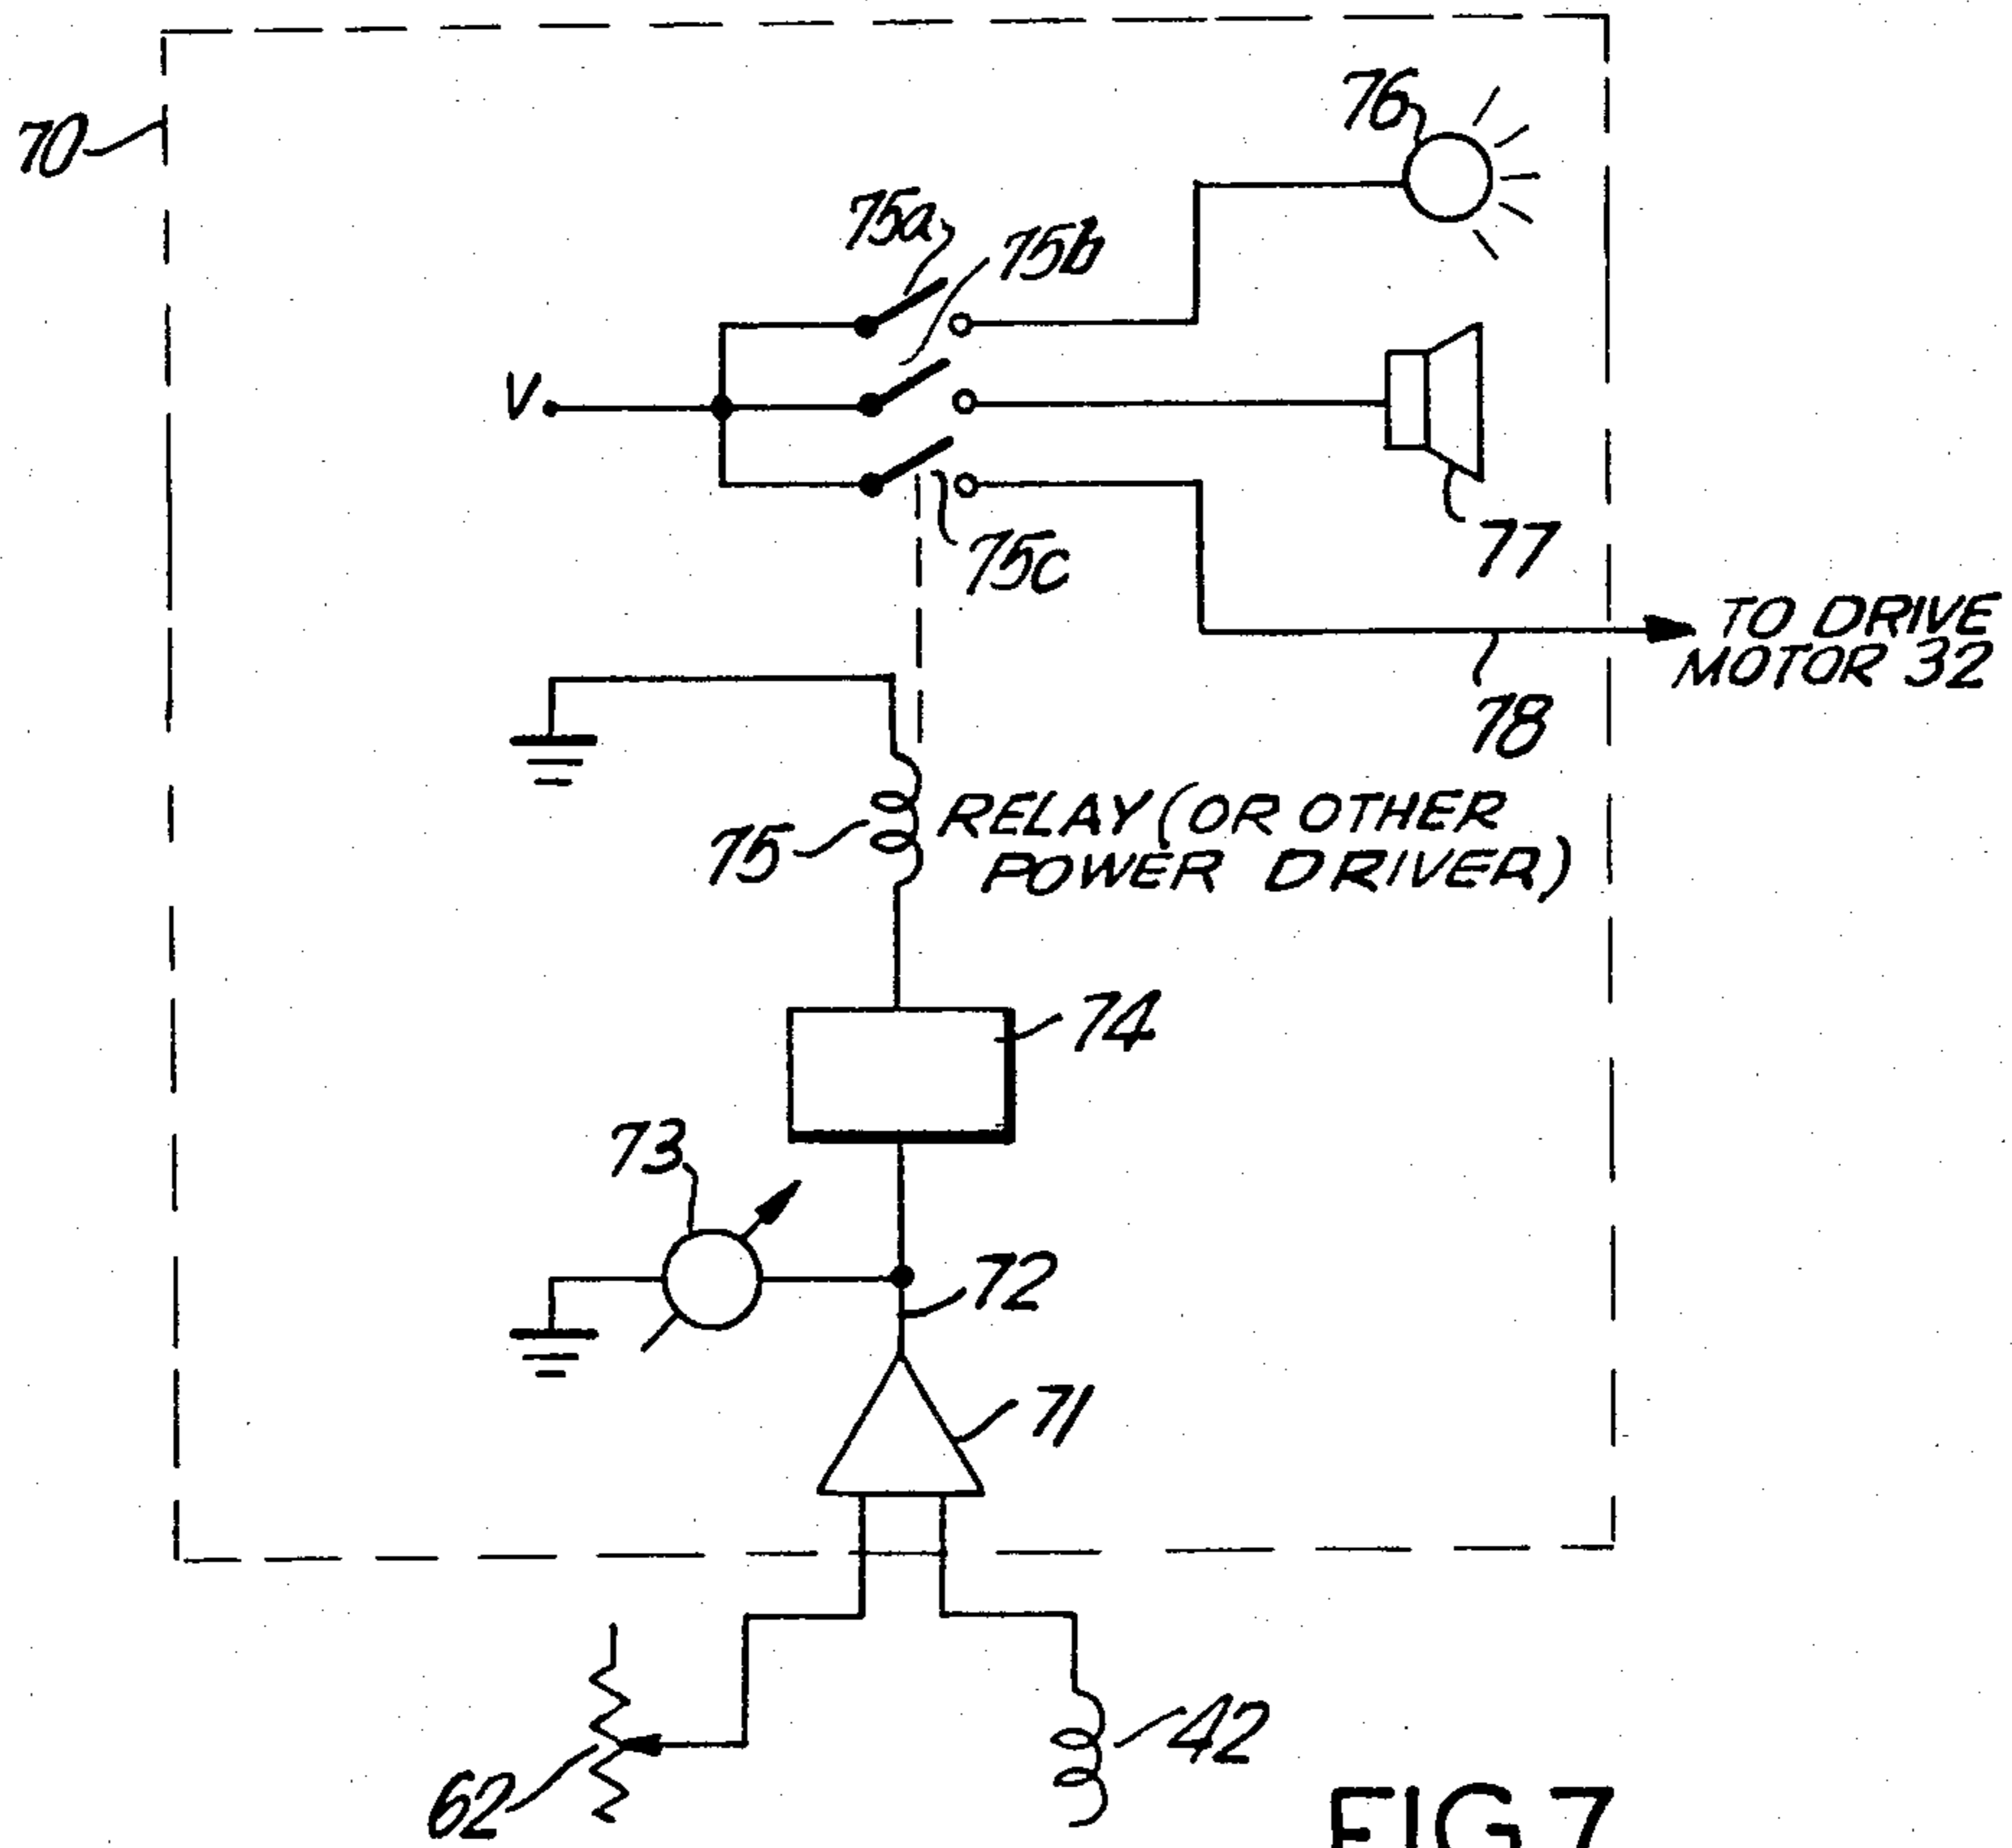 70
76
75a
75b
V
75c
77
TO DRIVE
MOTOR 32
78
75
RELAY (OR OTHER
POWER DRIVER)
74
73
72
71
62
42
FIG. 7